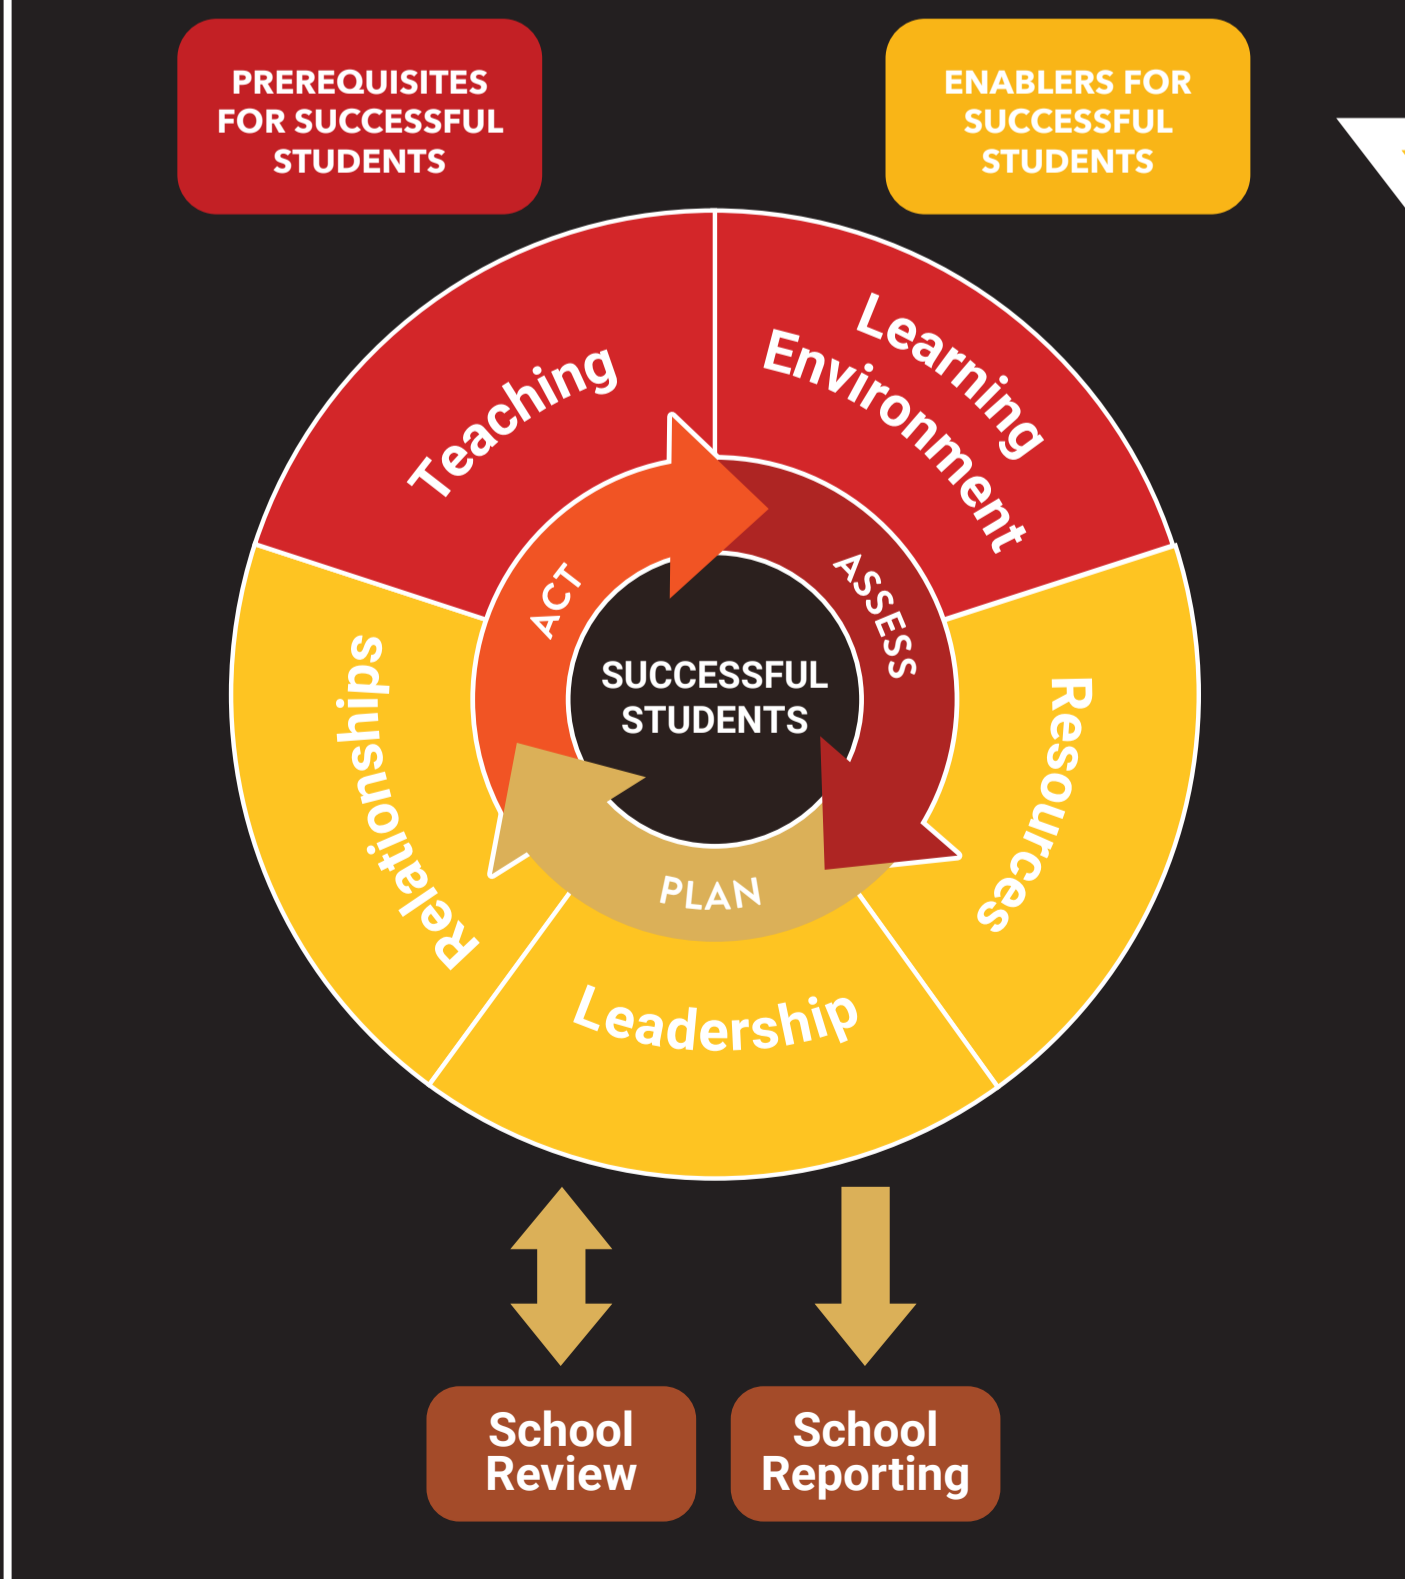 PREREQUISITES
FOR SUCCESSFUL
STUDENTS
ENABLERS FOR
SUCCESSFUL
STUDENTS
Teaching
Learning
Environment
ACT
ASSESS
SUCCESSFUL
STUDENTS
Relationships
Resources
PLAN
Leadership
School
Review
School
Reporting